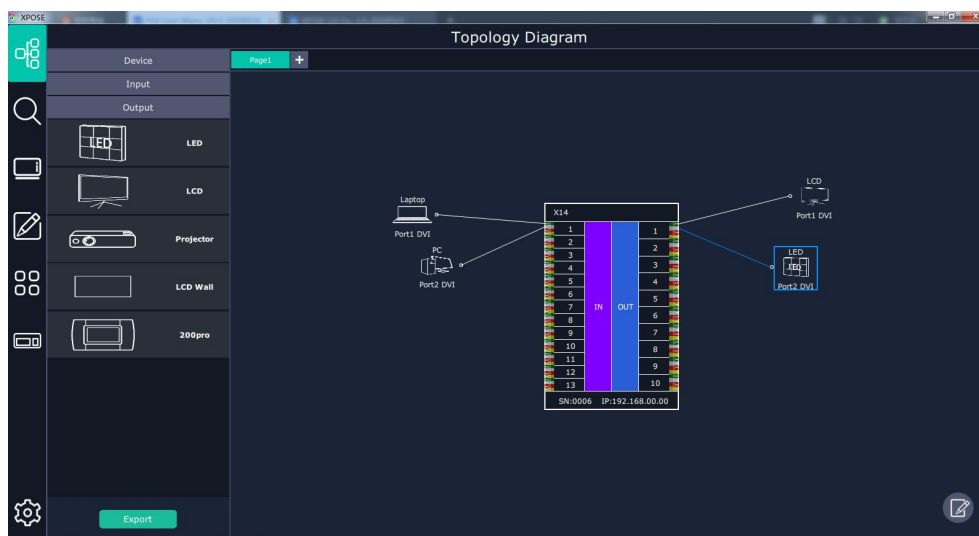 XPOSE
Topology Diagram
Device
Input
Output
LED
LED
LCD
Projector
LCD Wall
200pro
Export
Page1 +
Laptop
Port1 DVI
PC
Port2 DVI
X14
1
2
3
4
5
6
7
8
9
10
11
12
13
IN
OUT
1
2
3
4
5
6
7
8
9
10
SN:0006 IP:192.168.00.00
LCD
Port1 DVI
LED
LED
Port2 DVI